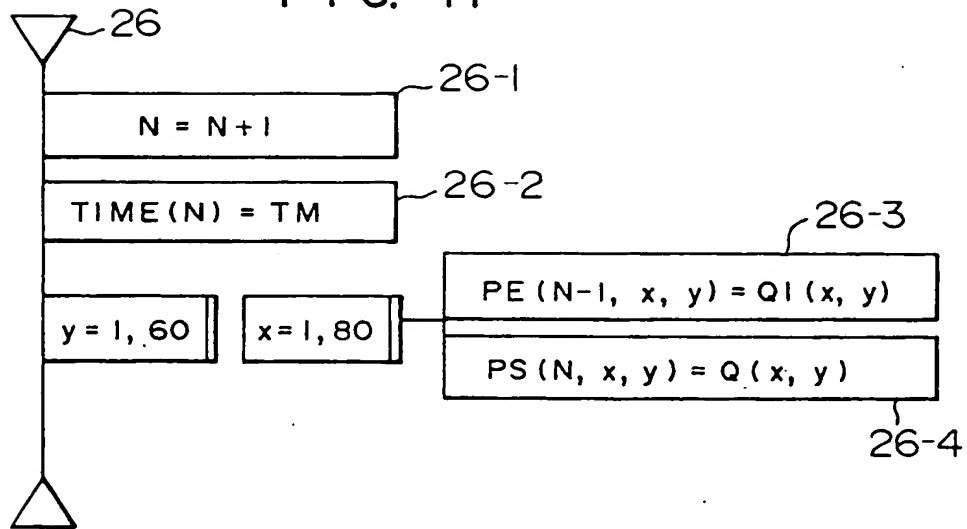 26
26-1
N = N+1
26-2
TIME(N) = TM
26-3
PE (N-1, x, y) = QI (x, y)
y = 1, 60
x = 1, 80
PS (N, x, y) = Q (x, y)
26-4